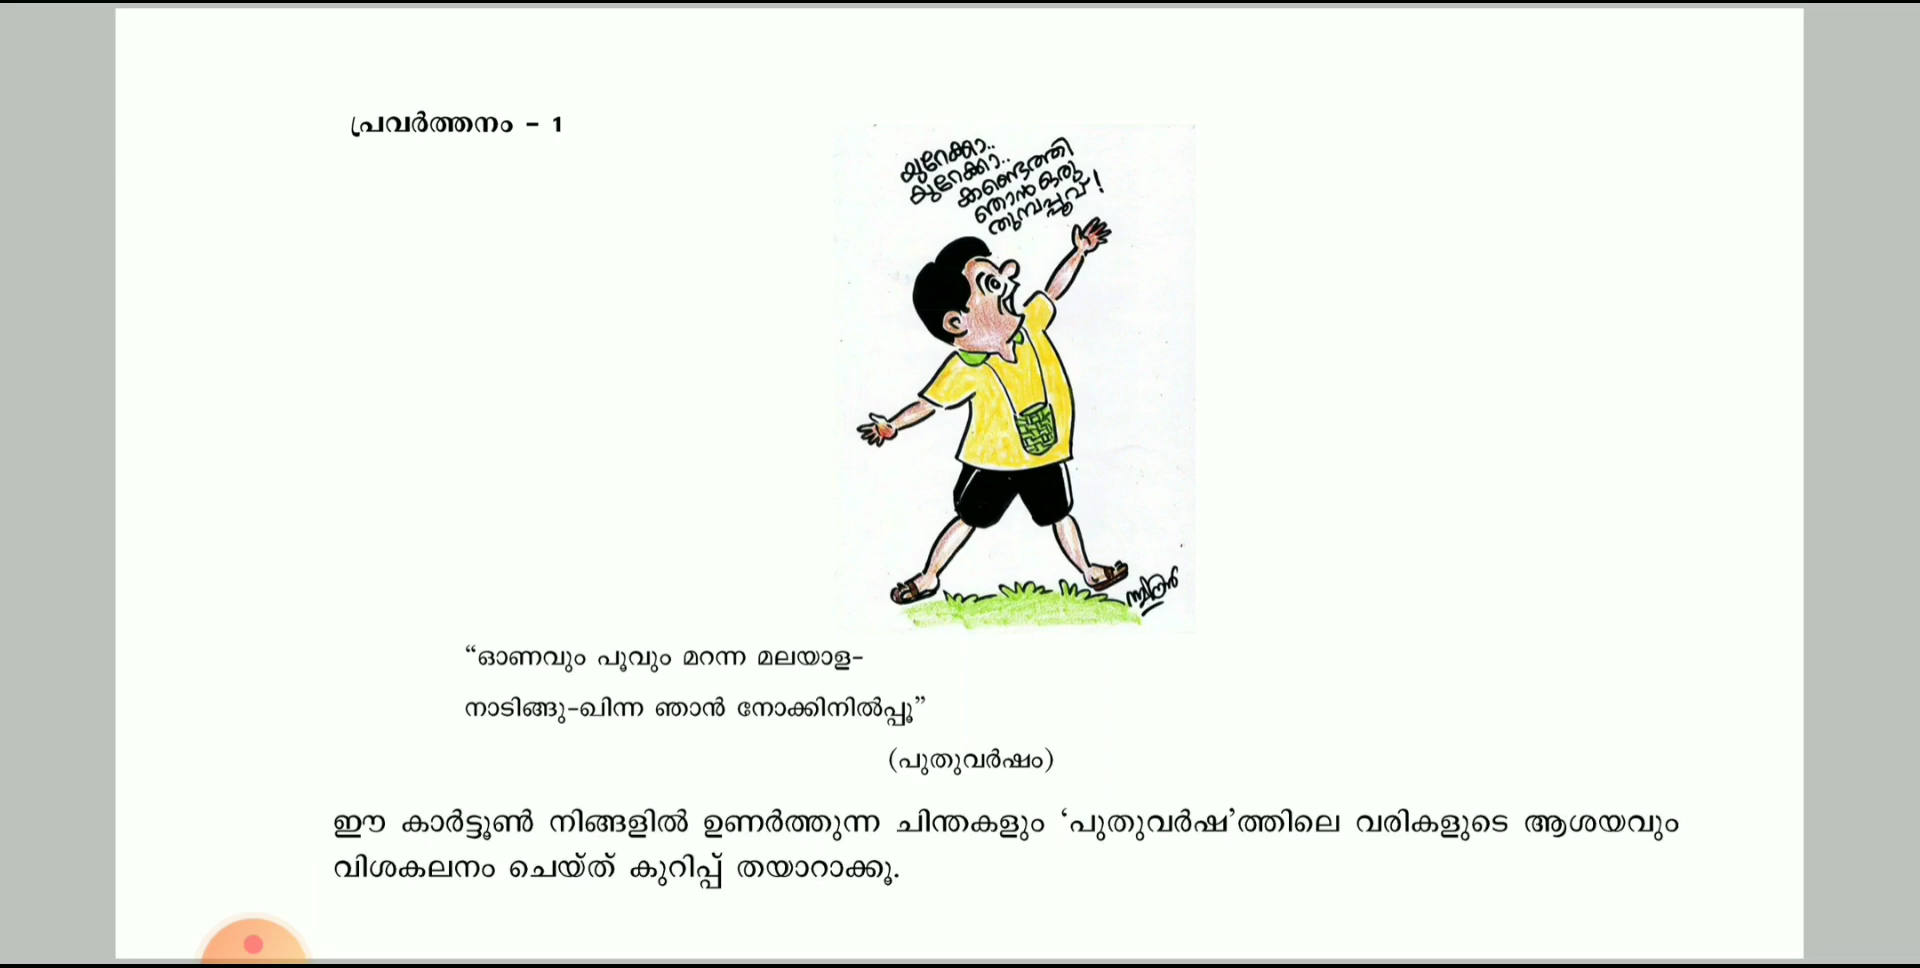 പ്രവർത്തനം - 1
യുറേക്കാ..
യുറേക്കാ..
കണ്ടെത്തി
ഞാൻ ഒരു
തുമ്പപ്പൂവ് !
“ഓണവും പൂവും മറന്ന മലയാള-
നാടിങ്ങു-ഖിന്ന ഞാൻ നോക്കിനിൽപ്പൂ”
(പുതുവർഷം)
ഈ കാർട്ടൂൺ നിങ്ങളിൽ ഉണർത്തുന്ന ചിന്തകളും ‘പുതുവർഷ’ത്തിലെ വരികളുടെ ആശയവും
വിശകലനം ചെയ്ത് കുറിപ്പ് തയാറാക്കൂ.